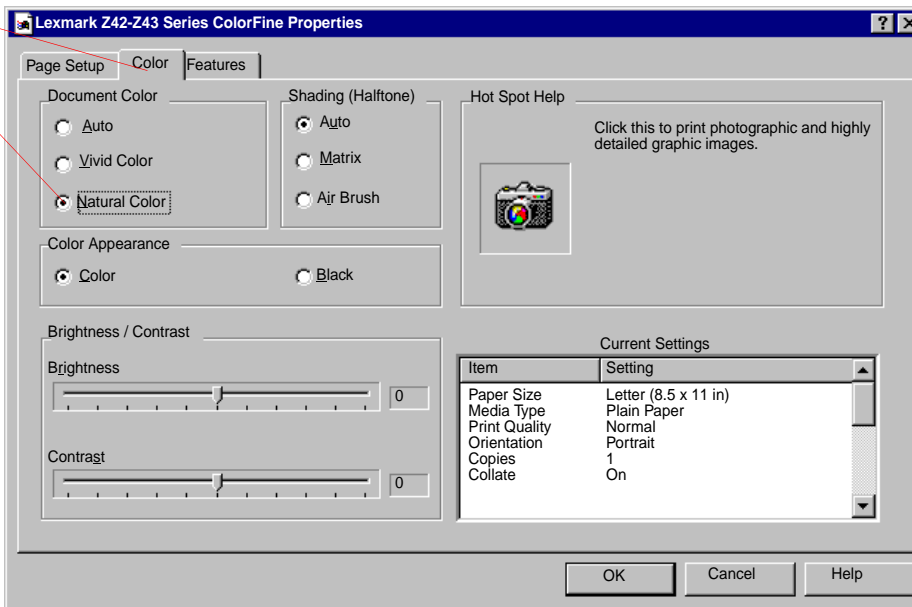 Lexmark Z42-Z43 Series ColorFine Properties
Page Setup Color Features
Document Color
Auto
Vivid Color
Natural Color
Shading (Halftone)
Auto
Matrix
Air Brush
Hot Spot Help
Click this to print photographic and highly
detailed graphic images.
Color Appearance
Color Black
Brightness / Contrast
Brightness
0
Contrast
0
Current Settings
Item Setting
Paper Size Letter (8.5 x 11 in)
Media Type Plain Paper
Print Quality Normal
Orientation Portrait
Copies 1
Collate On
OK Cancel Help